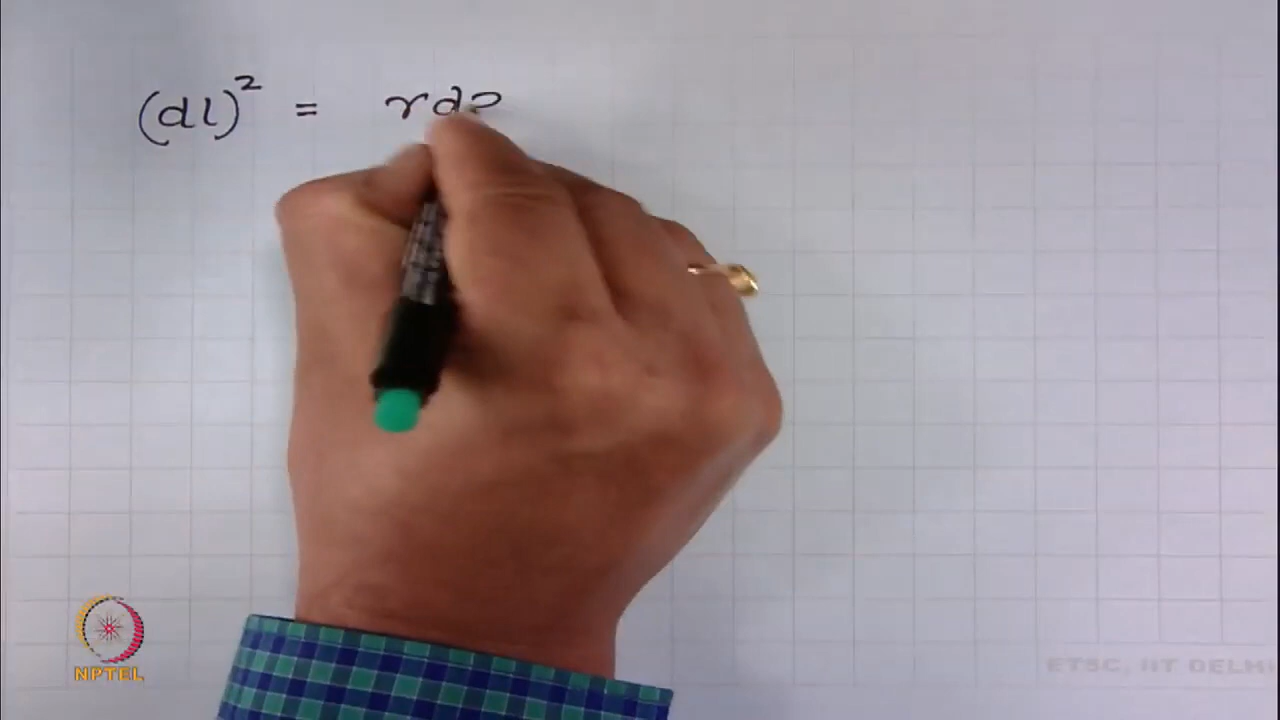 (dl)² = rd
NPTEL
ETSC, IIT DELHI